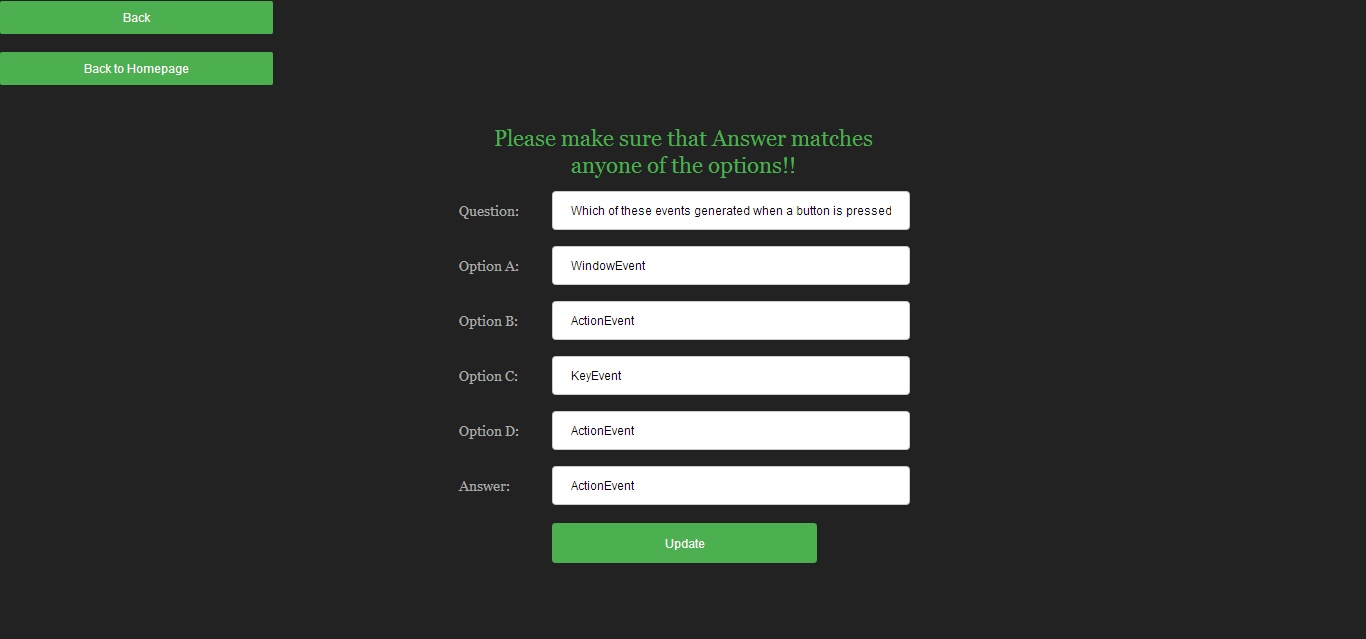 Back
Back to Homepage
Please make sure that Answer matches
anyone of the options!!
Question: Which of these events generated when a button is pressed
Option A: WindowEvent
Option B: ActionEvent
Option C: KeyEvent
Option D: ActionEvent
Answer: ActionEvent
Update